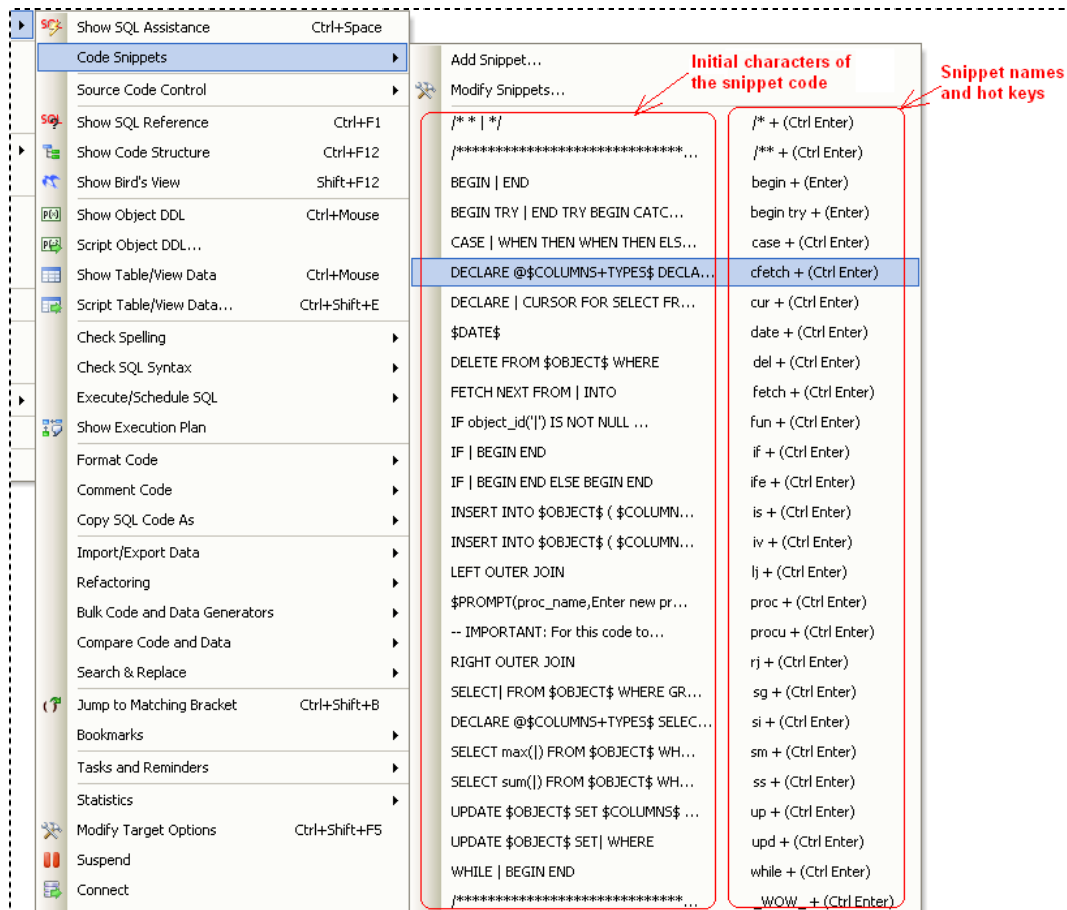 Show SQL Assistance Ctrl+Space
Code Snippets
Source Code Control
Show SQL Reference Ctrl+F1
Show Code Structure Ctrl+F12
Show Bird's View Shift+F12
Show Object DDL Ctrl+Mouse
Script Object DDL...
Show Table/View Data Ctrl+Mouse
Script Table/View Data... Ctrl+Shift+E
Check Spelling
Check SQL Syntax
Execute/Schedule SQL
Show Execution Plan
Format Code
Comment Code
Copy SQL Code As
Import/Export Data
Refactoring
Bulk Code and Data Generators
Compare Code and Data
Search & Replace
Jump to Matching Bracket Ctrl+Shift+B
Bookmarks
Tasks and Reminders
Statistics
Modify Target Options Ctrl+Shift+F5
Suspend
Connect
Add Snippet...
Modify Snippets...
Initial characters of
the snippet code
Snippet names
and hot keys
/* * | */ /* + (Ctrl Enter)
/******************************... /** + (Ctrl Enter)
BEGIN | END begin + (Enter)
BEGIN TRY | END TRY BEGIN CATC... begin try + (Enter)
CASE | WHEN THEN WHEN THEN ELS... case + (Ctrl Enter)
DECLARE @$COLUMNS+TYPES$ DECLA... cfetch + (Ctrl Enter)
DECLARE | CURSOR FOR SELECT FR... cur + (Ctrl Enter)
$DATE$ date + (Ctrl Enter)
DELETE FROM $OBJECT$ WHERE del + (Ctrl Enter)
FETCH NEXT FROM | INTO fetch + (Ctrl Enter)
IF object_id('|') IS NOT NULL ... fun + (Ctrl Enter)
IF | BEGIN END if + (Ctrl Enter)
IF | BEGIN END ELSE BEGIN END ife + (Ctrl Enter)
INSERT INTO $OBJECT$ ( $COLUMN... is + (Ctrl Enter)
INSERT INTO $OBJECT$ ( $COLUMN... iv + (Ctrl Enter)
LEFT OUTER JOIN lj + (Ctrl Enter)
$PROMPT(proc_name,Enter new pr... proc + (Ctrl Enter)
-- IMPORTANT: For this code to... procu + (Ctrl Enter)
RIGHT OUTER JOIN rj + (Ctrl Enter)
SELECT| FROM $OBJECT$ WHERE GR... sg + (Ctrl Enter)
DECLARE @$COLUMNS+TYPES$ SELEC... si + (Ctrl Enter)
SELECT max(|) FROM $OBJECT$ WH... sm + (Ctrl Enter)
SELECT sum(|) FROM $OBJECT$ WH... ss + (Ctrl Enter)
UPDATE $OBJECT$ SET $COLUMNS$ ... up + (Ctrl Enter)
UPDATE $OBJECT$ SET| WHERE upd + (Ctrl Enter)
WHILE | BEGIN END while + (Ctrl Enter)
/******************************... _WOW_ + (Ctrl Enter)